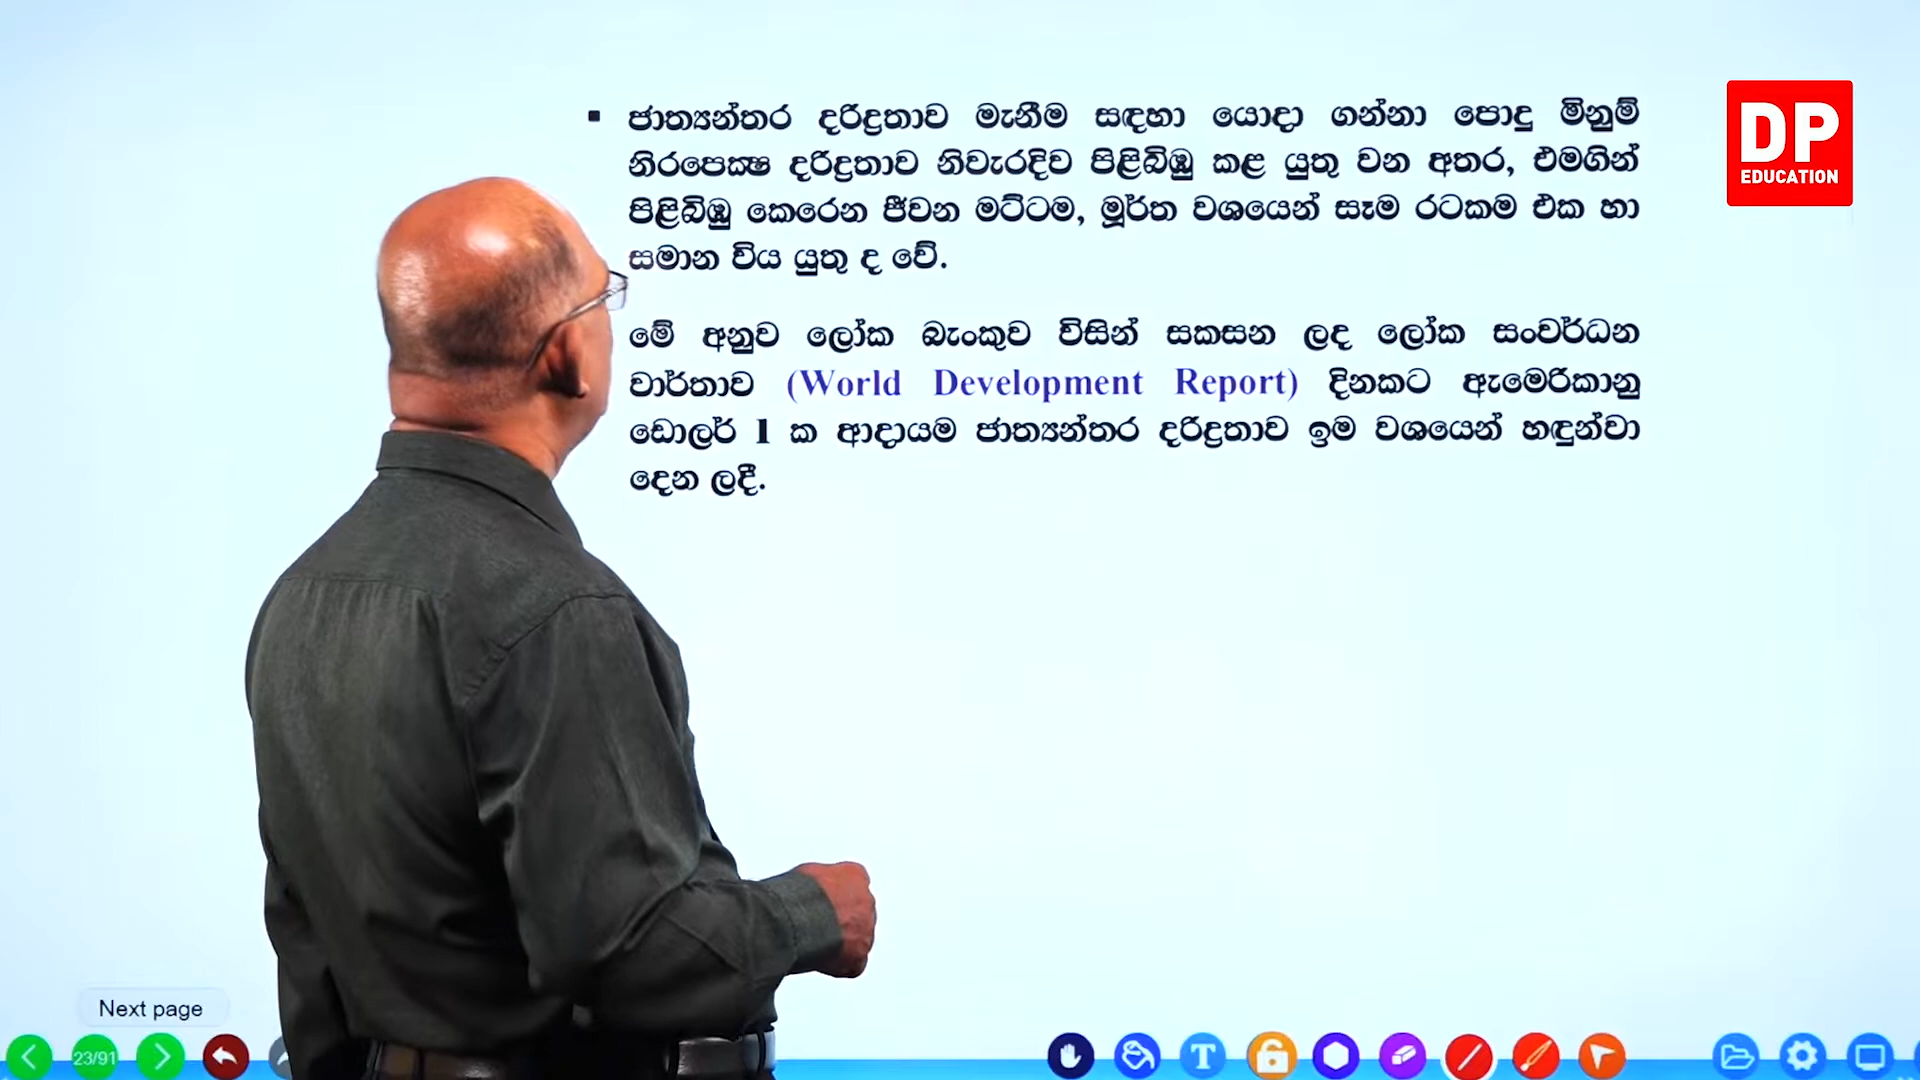 ▪ ජාත්‍යන්තර දරිද්‍රතාව මැනීම සඳහා යොදා ගන්නා පොදු මිනුම්
නිරපෙක්‍ෂ දරිද්‍රතාව නිවැරදිව පිළිබිඹු කළ යුතු වන අතර, එමගින්
පිළිබිඹු කෙරෙන ජීවන මට්ටම, මූර්ත වශයෙන් සෑම රටකම එක හා
සමාන විය යුතු ද වේ.
මේ අනුව ලෝක බැංකුව විසින් සකසන ලද ලෝක සංවර්ධන
වාර්තාව (World Development Report) දිනකට ඇමෙරිකානු
ඩොලර් 1 ක ආදායම ජාත්‍යන්තර දරිද්‍රතාව ඉම වශයෙන් හඳුන්වා
දෙන ලදී.
DP
EDUCATION
Next page
23/91
T